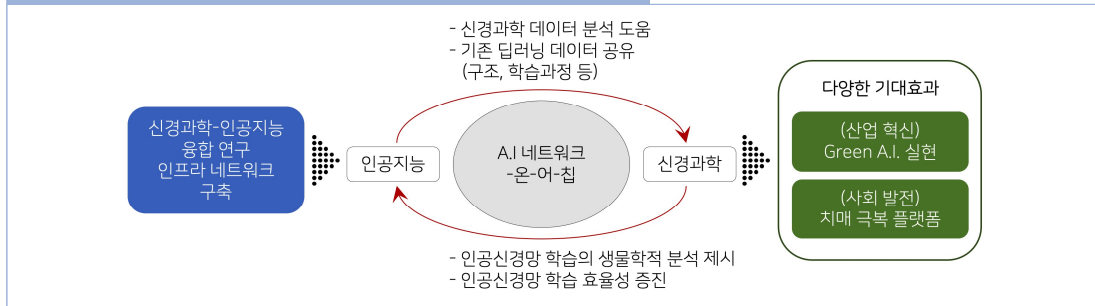 - 신경과학 데이터 분석 도움
- 기존 딥러닝 데이터 공유
(구조, 학습과정 등)
신경과학-인공지능
융합 연구
인프라 네트워크
구축
인공지능
A.I 네트워크
-온-어-칩
신경과학
다양한 기대효과
(산업 혁신)
Green A.I. 실현
(사회 발전)
치매 극복 플랫폼
- 인공신경망 학습의 생물학적 분석 제시
- 인공신경망 학습 효율성 증진